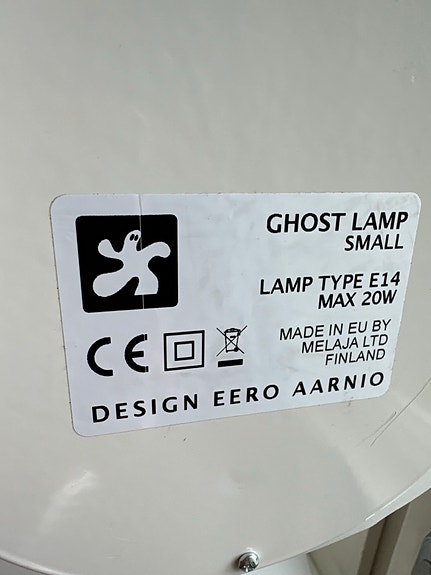 GHOST LAMP
SMALL
LAMP TYPE E14
MAX 20W
CE
MADE IN EU BY
MELAJA LTD
FINLAND
DESIGN EERO AARNIO